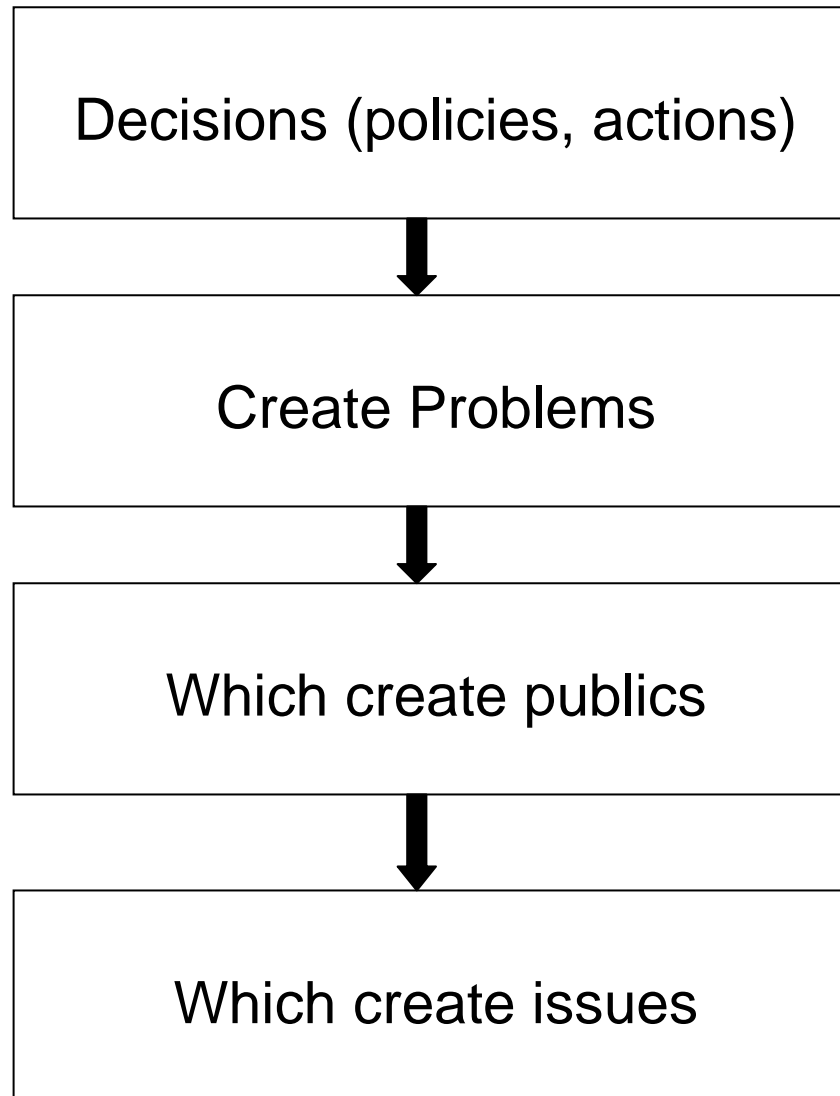 Decisions (policies, actions)
Create Problems
Which create publics
Which create issues